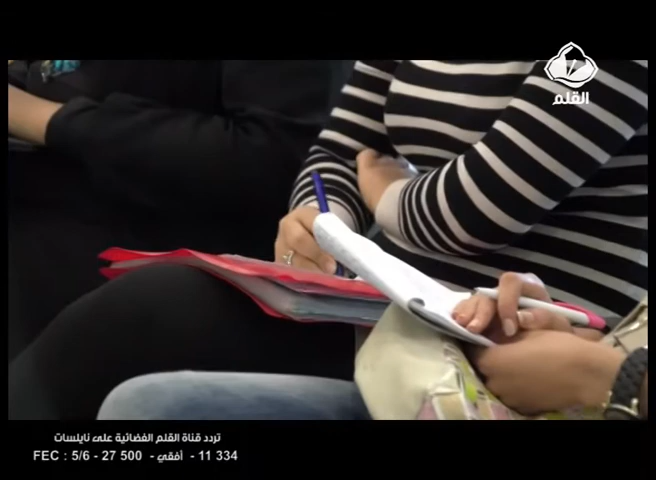 القلم
تردد قناة القلم الفضائية على نايلسات
11 334 - أفقي - 27 500 - FEC : 5/6